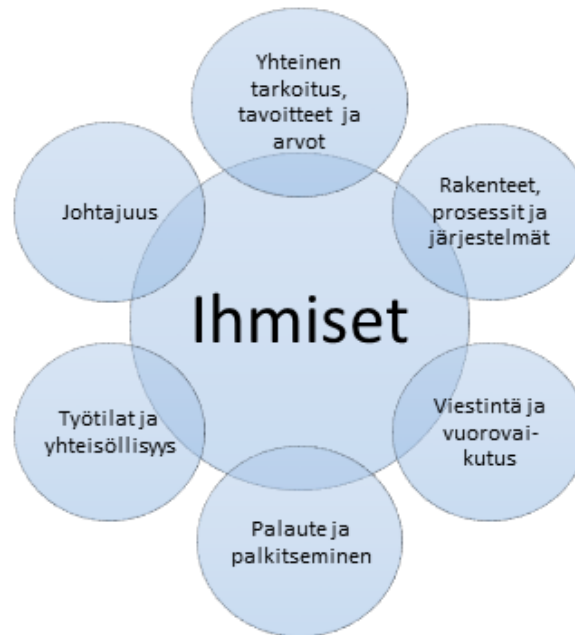 Yhteinen
tarkoitus,
tavoitteet ja
arvot
Rakenteet,
prosessit ja
järjestelmät
Johtajuus
Ihmiset
Työtilat ja
yhteisöllisyys
Viestintä ja
vuorovai-
kutus
Palaute ja
palkitseminen